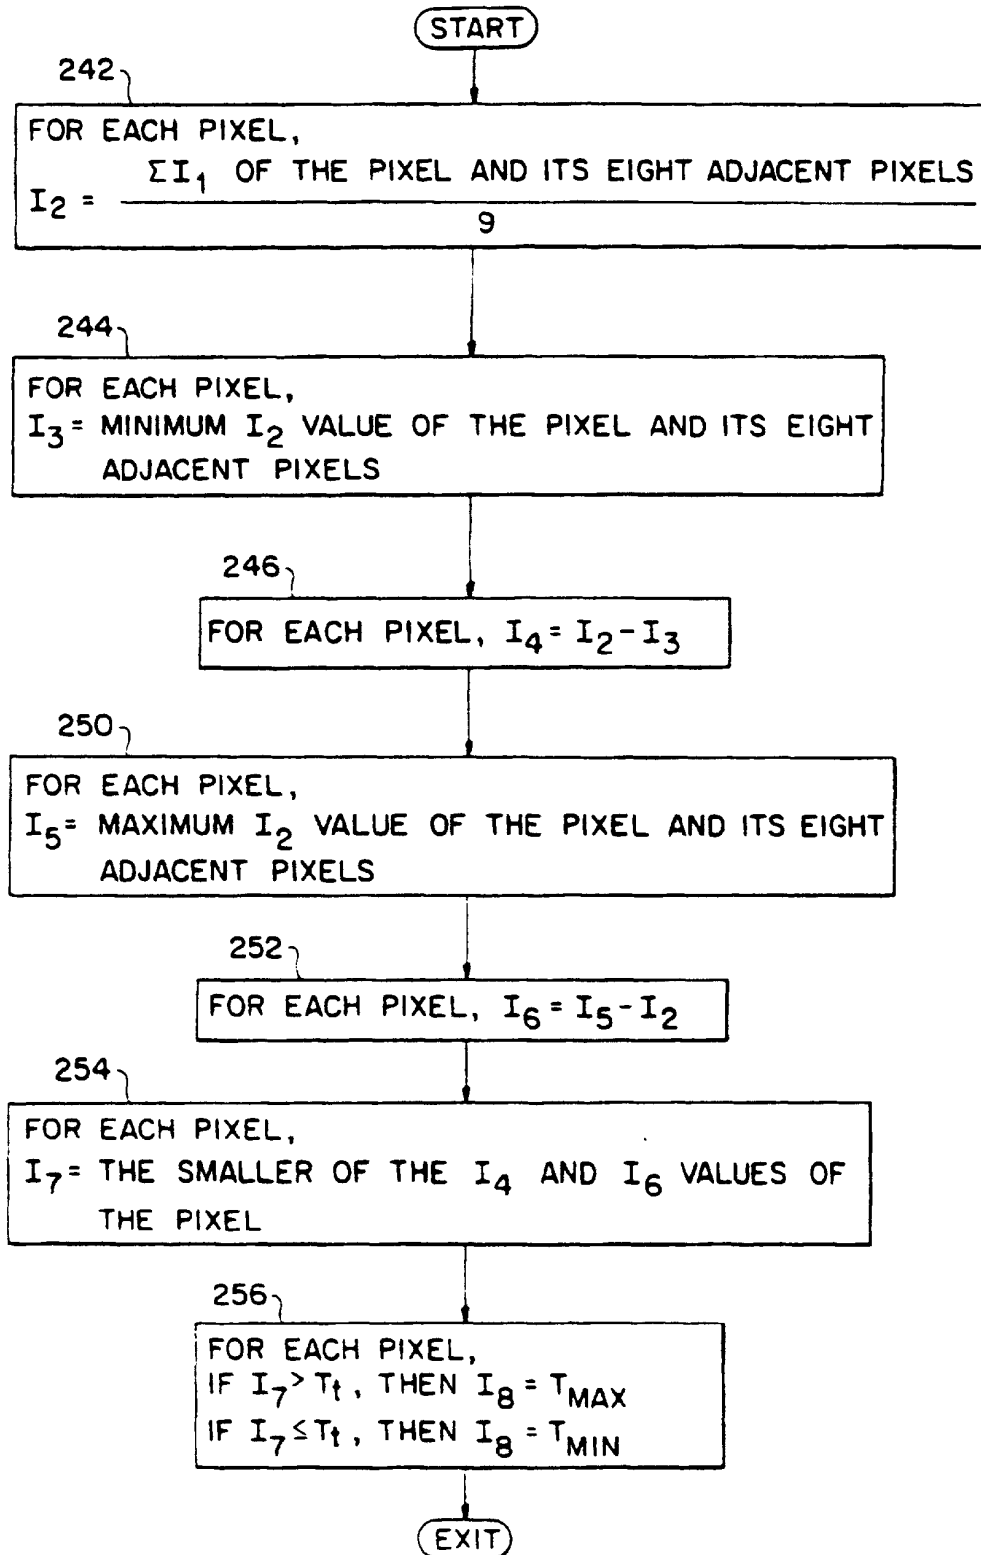 START
242
FOR EACH PIXEL,
I₂ = ΣI₁ OF THE PIXEL AND ITS EIGHT ADJACENT PIXELS
9
244
FOR EACH PIXEL,
I₃ = MINIMUM I₂ VALUE OF THE PIXEL AND ITS EIGHT
ADJACENT PIXELS
246
FOR EACH PIXEL, I₄ = I₂ - I₃
250
FOR EACH PIXEL,
I₅ = MAXIMUM I₂ VALUE OF THE PIXEL AND ITS EIGHT
ADJACENT PIXELS
252
FOR EACH PIXEL, I₆ = I₅ - I₂
254
FOR EACH PIXEL,
I₇ = THE SMALLER OF THE I₄ AND I₆ VALUES OF
THE PIXEL
256
FOR EACH PIXEL,
IF I₇ > Tₜ, THEN I₈ = T MAX
IF I₇ ≤ Tₜ, THEN I₈ = T MIN
EXIT